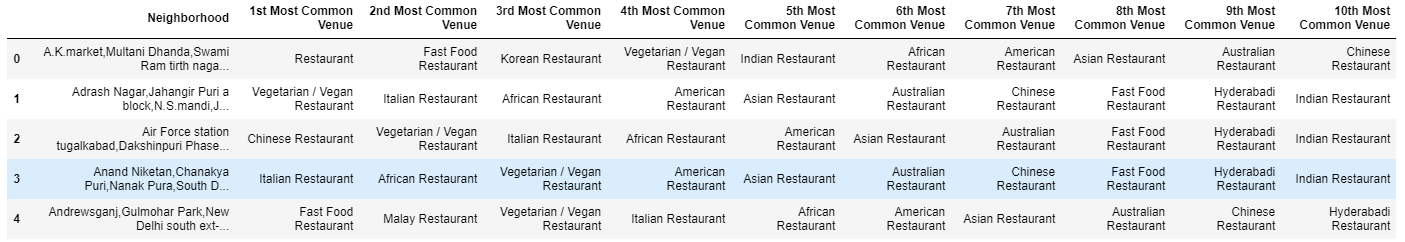 Neighborhood 1st Most Common Venue 2nd Most Common Venue 3rd Most Common Venue 4th Most Common Venue 5th Most Common Venue 6th Most Common Venue 7th Most Common Venue 8th Most Common Venue 9th Most Common Venue 10th Most Common Venue
0 A.K.market,Multani Dhanda,Swami Ram tirth naga... Restaurant Fast Food Restaurant Korean Restaurant Vegetarian / Vegan Restaurant Indian Restaurant African Restaurant American Restaurant Asian Restaurant Australian Restaurant Chinese Restaurant
1 Adrash Nagar,Jahangir Puri a block,N.S.mandi,J... Vegetarian / Vegan Restaurant Italian Restaurant African Restaurant American Restaurant Asian Restaurant Australian Restaurant Chinese Restaurant Fast Food Restaurant Hyderabadi Restaurant Indian Restaurant
2 Air Force station tugalkabad,Dakshinpuri Phase... Chinese Restaurant Vegetarian / Vegan Restaurant Italian Restaurant African Restaurant American Restaurant Asian Restaurant Australian Restaurant Fast Food Restaurant Hyderabadi Restaurant Indian Restaurant
3 Anand Niketan,Chanakya Puri,Nanak Pura,South D... Italian Restaurant African Restaurant Vegetarian / Vegan Restaurant American Restaurant Asian Restaurant Australian Restaurant Chinese Restaurant Fast Food Restaurant Hyderabadi Restaurant Indian Restaurant
4 Andrewsganj,Gulmohar Park,New Delhi south ext-... Fast Food Restaurant Malay Restaurant Vegetarian / Vegan Restaurant Italian Restaurant African Restaurant American Restaurant Asian Restaurant Australian Restaurant Chinese Restaurant Hyderabadi Restaurant